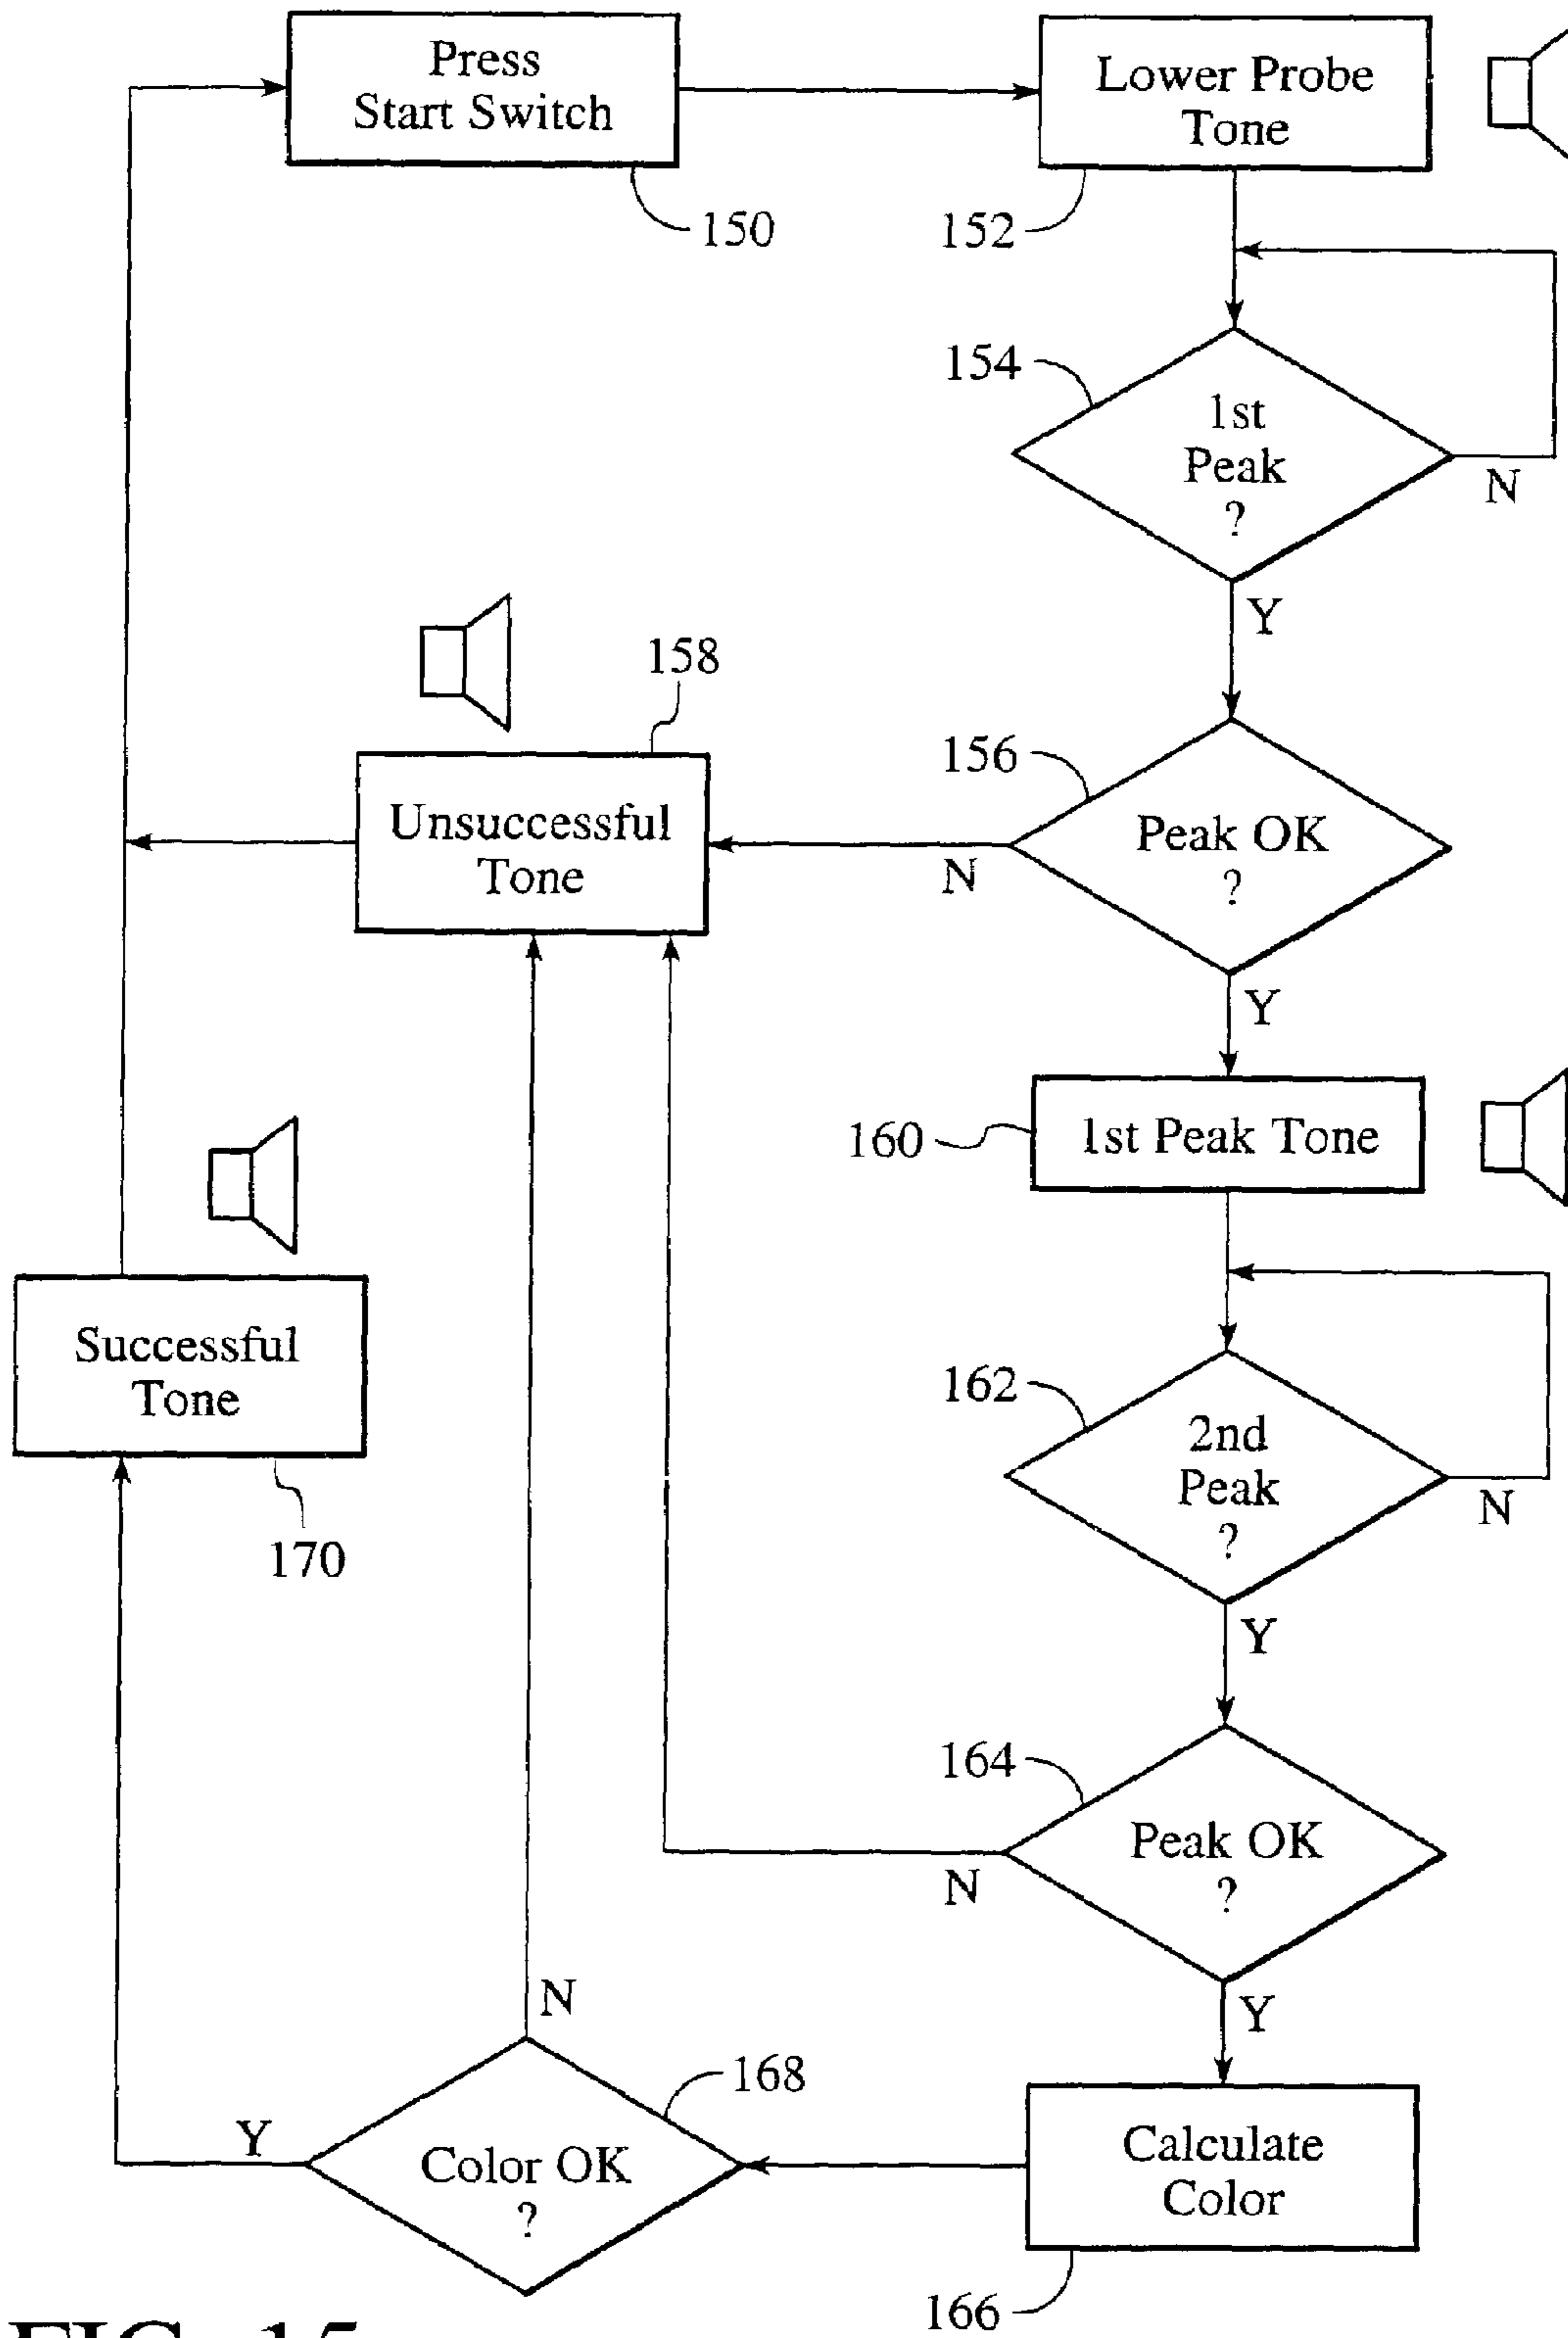 Press
Start Switch
150
Lower Probe
Tone
152
154
1st
Peak
?
N
Y
158
Unsuccessful
Tone
156
Peak OK
?
N
Y
160
1st Peak Tone
Successful
Tone
170
162
2nd
Peak
?
N
Y
164
Peak OK
?
N
Y
N
168
Y
Color OK
?
Calculate
Color
166
FIG. 15